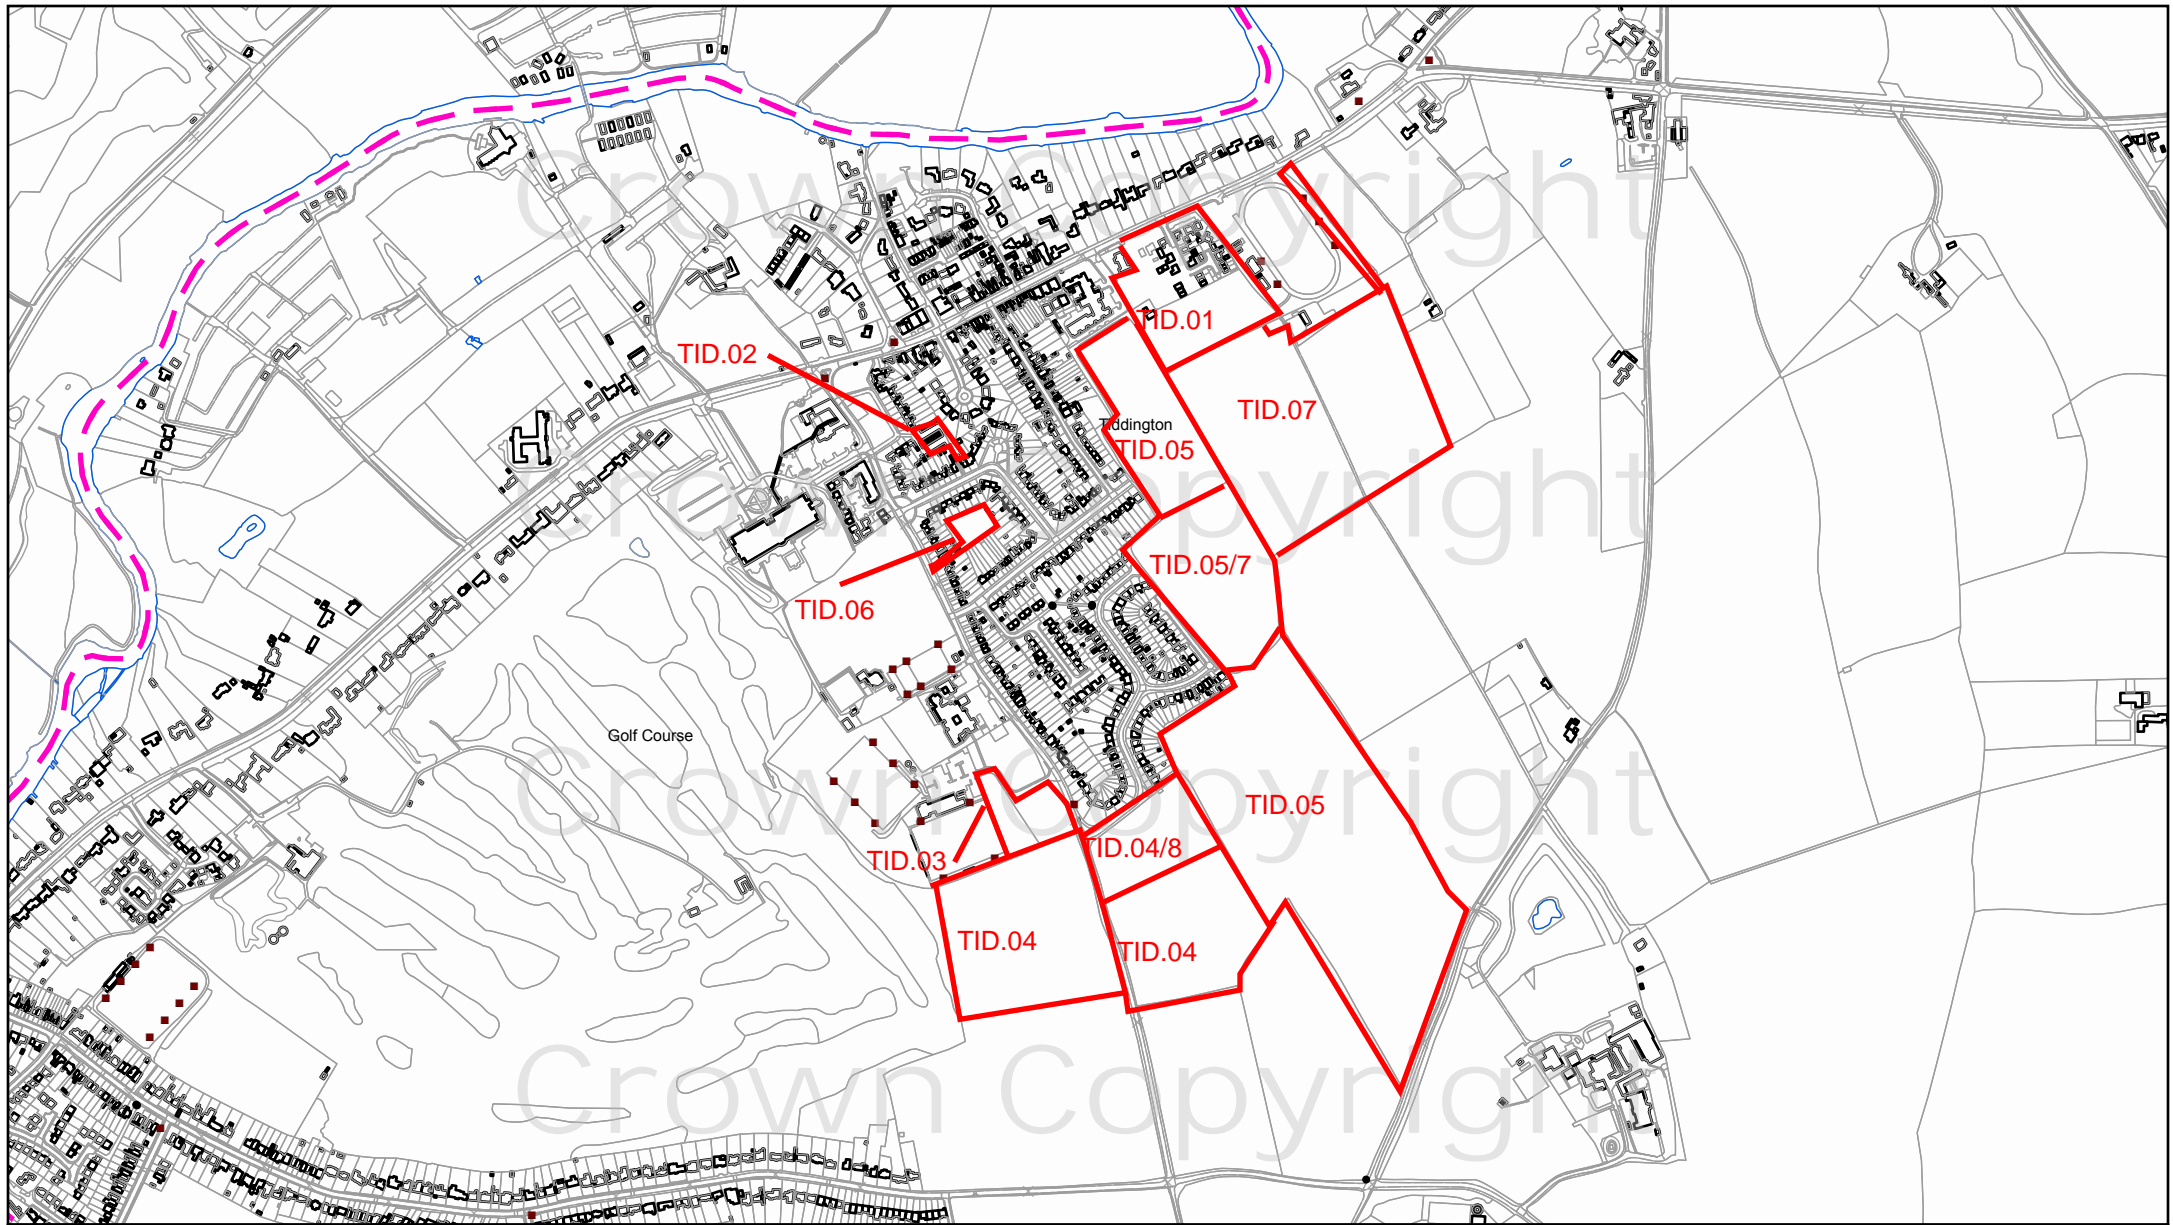 Crown Copyright
TID.01
TID.02
TID.07
Tiddington
TID.05
Crown Copyright
TID.05/7
TID.06
Golf Course
Crown Copyright
TID.05
TID.04/8
TID.03
TID.04
TID.04
Crown Copyright